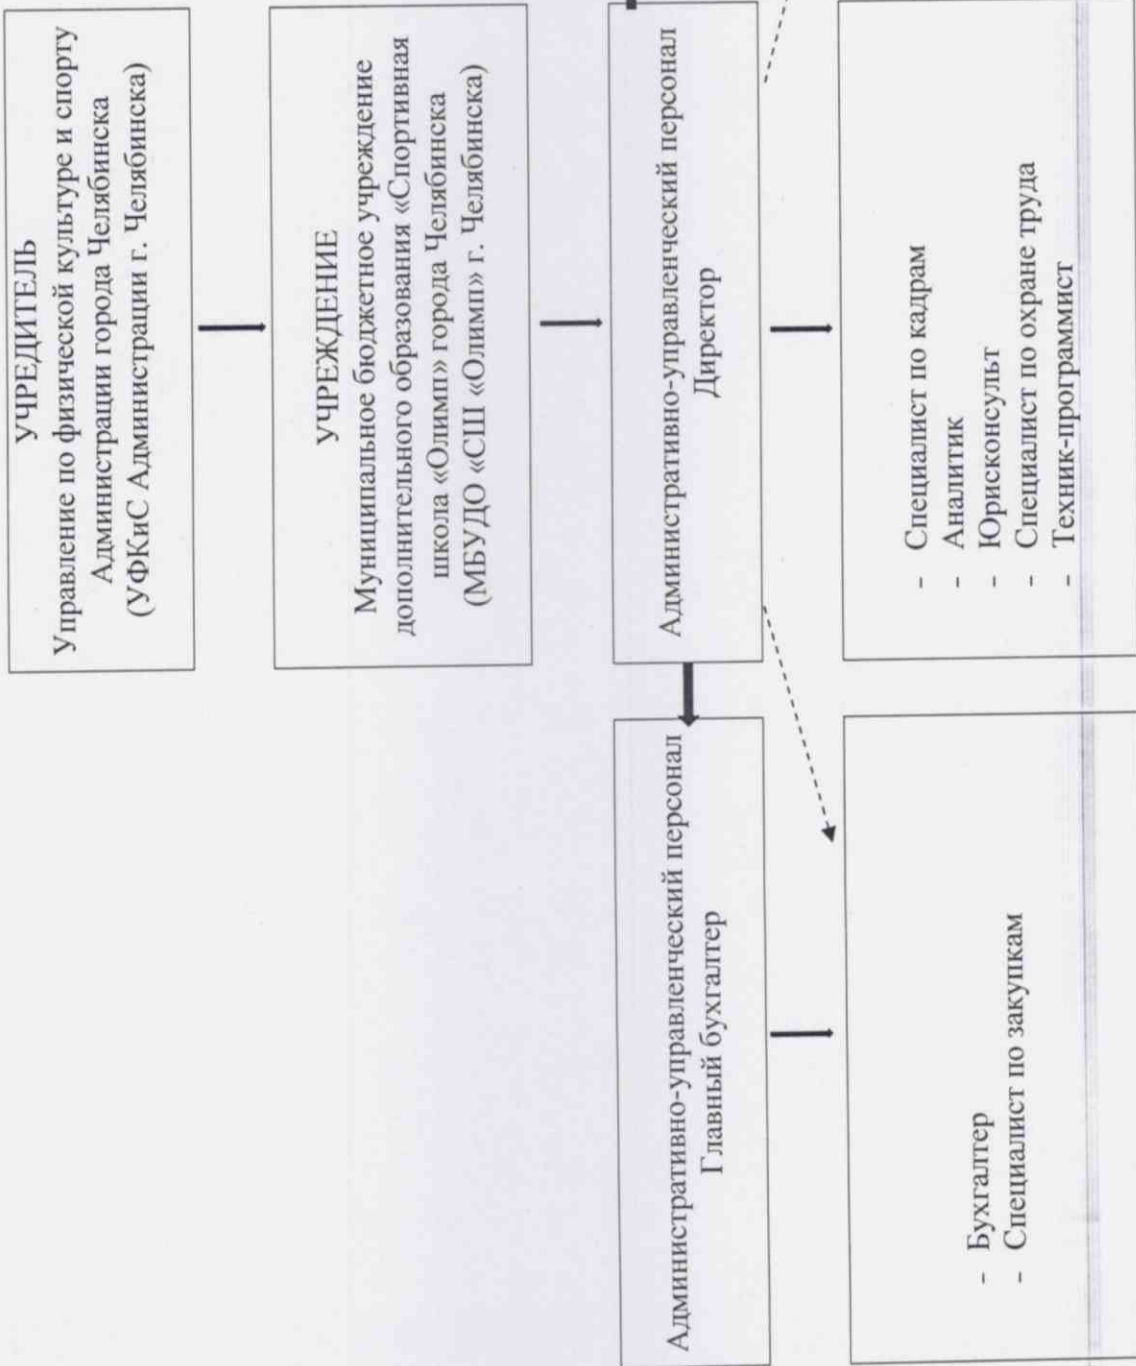 УЧРЕДИТЕЛЬ
Управление по физической культуре и спорту
Администрации города Челябинска
(УФКиС Администрации г. Челябинска)
УЧРЕЖДЕНИЕ
Муниципальное бюджетное учреждение
дополнительного образования «Спортивная
школа «Олимп» города Челябинска
(МБУДО «СШ «Олимп» г. Челябинска)
Административно-управленческий персонал
Главный бухгалтер
Административно-управленческий персонал
Директор
- Бухгалтер
- Специалист по закупкам
- Специалист по кадрам
- Аналитик
- Юрисконсульт
- Специалист по охране труда
- Техник-программист